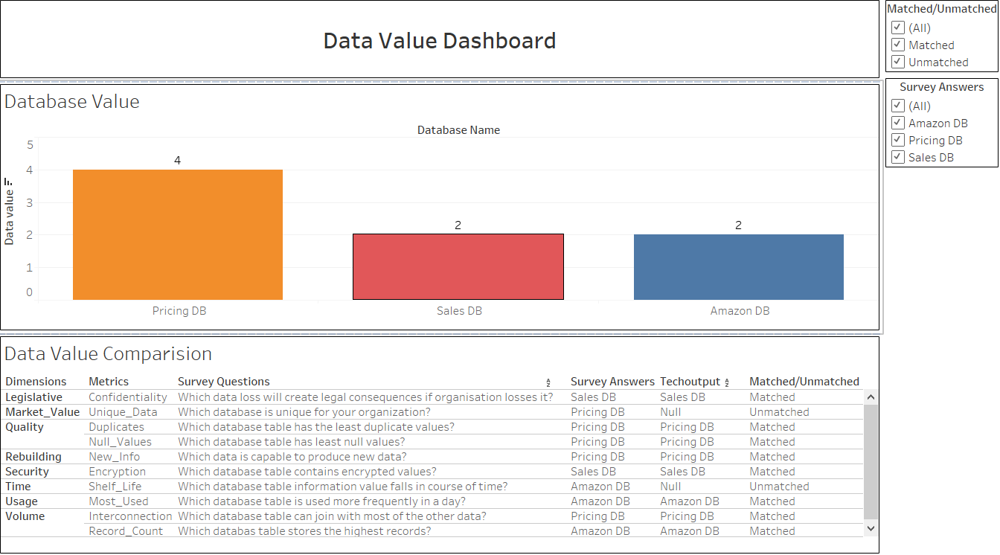 Data Value Dashboard
Matched/Unmatched
(All)
Matched
Unmatched
Survey Answers
(All)
Amazon DB
Pricing DB
Sales DB
Database Value
Database Name
Data value
5
4
3
2
1
0
4
2
2
Pricing DB Sales DB Amazon DB
Data Value Comparision
Dimensions Metrics Survey Questions Survey Answers Techoutput Matched/Unmatched
Legislative Confidentiality Which data loss will create legal consequences if organisation losses it? Sales DB Sales DB Matched
Market_Value Unique_Data Which database is unique for your organization? Pricing DB Null Unmatched
Quality Duplicates Which database table has the least duplicate values? Pricing DB Pricing DB Matched
Null_Values Which database table has least null values? Pricing DB Pricing DB Matched
Rebuilding New_Info Which data is capable to produce new data? Pricing DB Pricing DB Matched
Security Encryption Which database table contains encrypted values? Sales DB Sales DB Matched
Time Shelf_Life Which database table information value falls in course of time? Amazon DB Null Unmatched
Usage Most_Used Which database table is used more frequently in a day? Amazon DB Amazon DB Matched
Volume Interconnection Which database table can join with most of the other data? Pricing DB Pricing DB Matched
Record_Count Which databas table stores the highest records? Amazon DB Amazon DB Matched